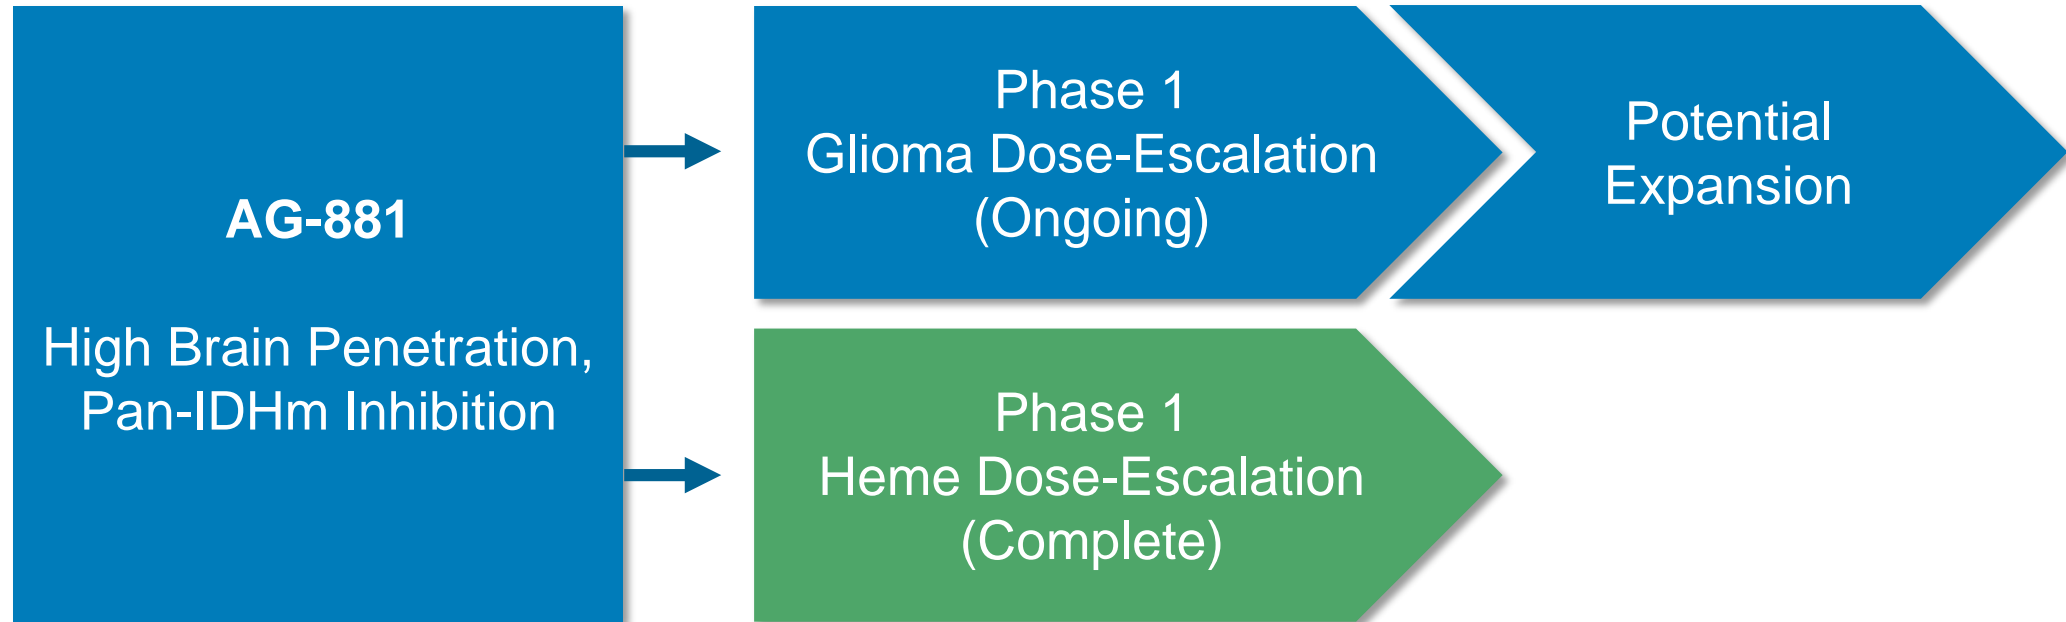 AG-881
High Brain Penetration,
Pan-IDHm Inhibition
Phase 1
Glioma Dose-Escalation
(Ongoing)
Potential
Expansion
Phase 1
Heme Dose-Escalation
(Complete)